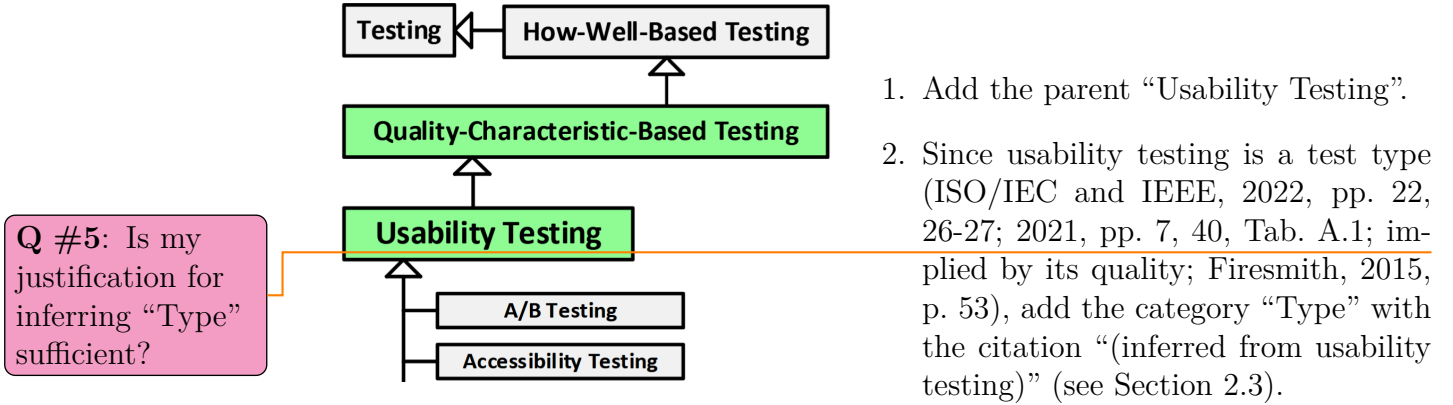 Testing
How-Well-Based Testing
Quality-Characteristic-Based Testing
Usability Testing
A/B Testing
Accessibility Testing
Q #5: Is my
justification for
inferring “Type”
sufficient?
1. Add the parent “Usability Testing”.
2. Since usability testing is a test type
(ISO/IEC and IEEE, 2022, pp. 22,
26-27; 2021, pp. 7, 40, Tab. A.1; im-
plied by its quality; Firesmith, 2015,
p. 53), add the category “Type” with
the citation “(inferred from usability
testing)” (see Section 2.3).